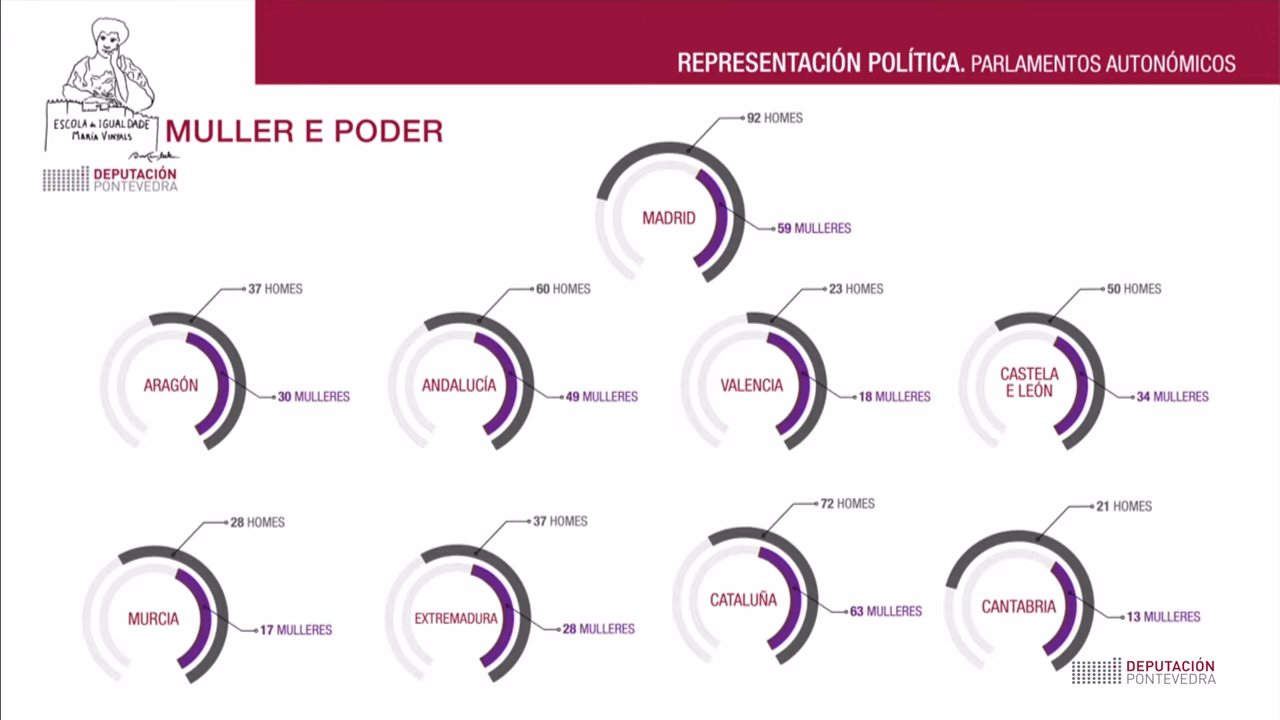 REPRESENTACIÓN POLÍTICA. PARLAMENTOS AUTONÓMICOS
ESCOLA de IGUALDADE
MARÍA VINYALS
MULLER E PODER
DEPUTACIÓN
PONTEVEDRA
92 HOMES
MADRID
59 MULLERES
37 HOMES
ARAGÓN
30 MULLERES
60 HOMES
ANDALUCÍA
49 MULLERES
23 HOMES
VALENCIA
18 MULLERES
50 HOMES
CASTELA
E LEÓN
34 MULLERES
28 HOMES
MURCIA
17 MULLERES
37 HOMES
EXTREMADURA
28 MULLERES
72 HOMES
CATALUÑA
63 MULLERES
21 HOMES
CANTABRIA
13 MULLERES
DEPUTACIÓN
PONTEVEDRA